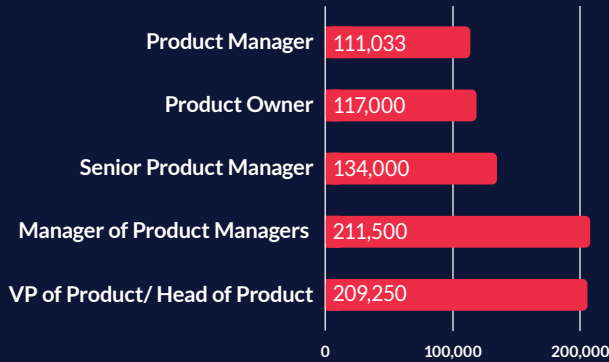 Product Manager 111,033
Product Owner 117,000
Senior Product Manager 134,000
Manager of Product Managers 211,500
VP of Product/ Head of Product 209,250
0 100,000 200,000